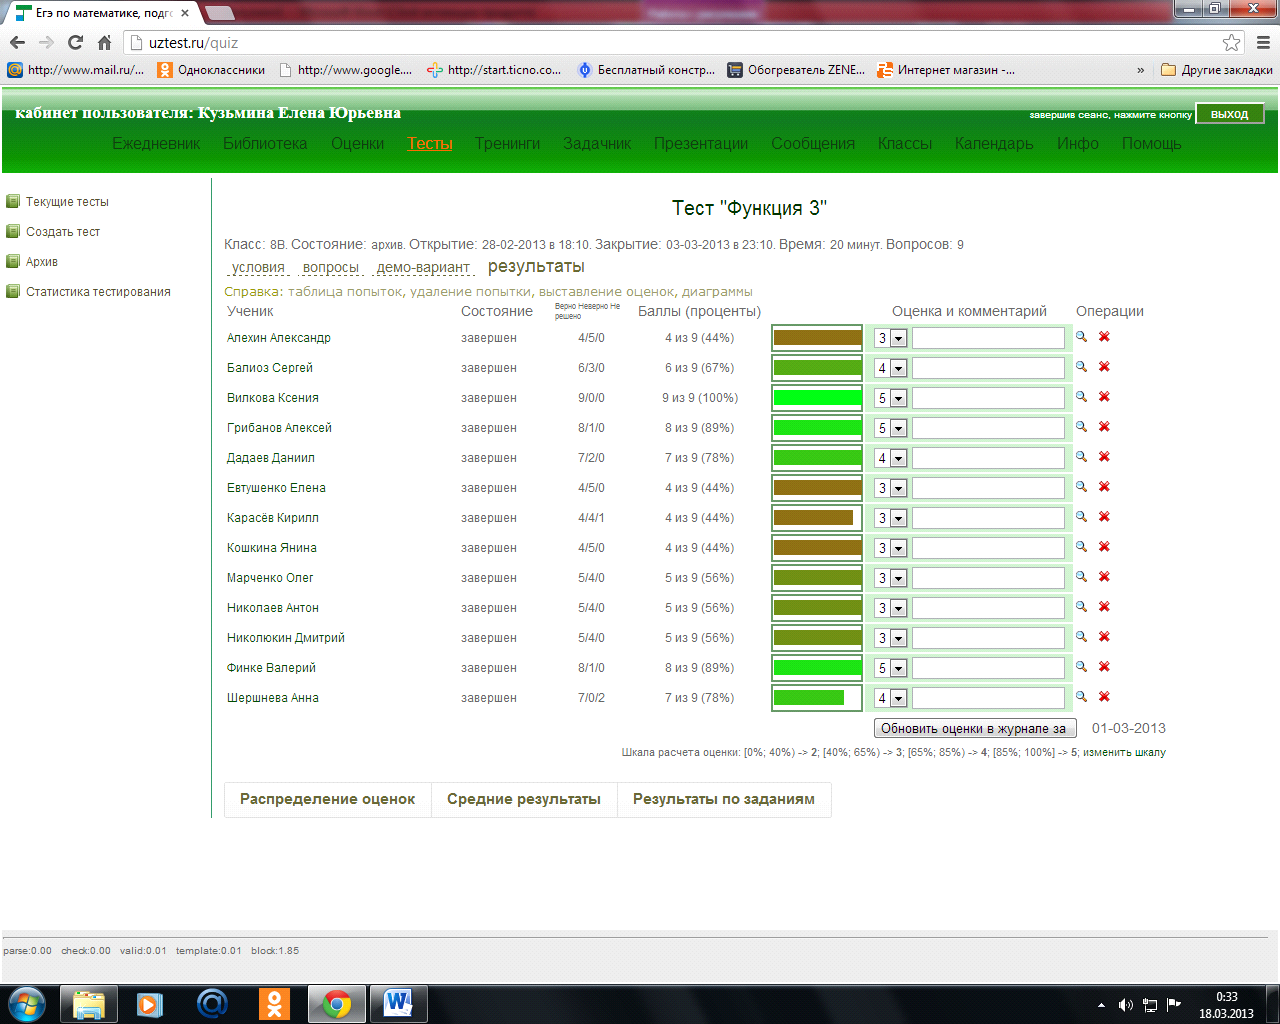 Егэ по математике, подго
uztest.ru/quiz
http://www.mail.ru/... Одноклассники http://www.google.... http://start.ticno.co... Бесплатный констр... Обогреватель ZENE... Интернет магазин -... » Другие закладки
кабинет пользователя: Кузьмина Елена Юрьевна
завершив сеанс, нажмите кнопку выход
Ежедневник Библиотека Оценки Тесты Тренинги Задачник Презентации Сообщения Классы Календарь Инфо Помощь
Текущие тесты
Создать тест
Архив
Статистика тестирования
Тест "Функция 3"
Класс: 8В. Состояние: архив. Открытие: 28-02-2013 в 18:10. Закрытие: 03-03-2013 в 23:10. Время: 20 минут. Вопросов: 9
условия вопросы демо-вариант результаты
Справка: таблица попыток, удаление попытки, выставление оценок, диаграммы
Ученик Состояние Верно Неверно Не решено Баллы (проценты) Оценка и комментарий Операции
Алехин Александр завершен 4/5/0 4 из 9 (44%) 3
Балиоз Сергей завершен 6/3/0 6 из 9 (67%) 4
Вилкова Ксения завершен 9/0/0 9 из 9 (100%) 5
Грибанов Алексей завершен 8/1/0 8 из 9 (89%) 5
Дадаев Даниил завершен 7/2/0 7 из 9 (78%) 4
Евтушенко Елена завершен 4/5/0 4 из 9 (44%) 3
Карасёв Кирилл завершен 4/4/1 4 из 9 (44%) 3
Кошкина Янина завершен 4/5/0 4 из 9 (44%) 3
Марченко Олег завершен 5/4/0 5 из 9 (56%) 3
Николаев Антон завершен 5/4/0 5 из 9 (56%) 3
Николюкин Дмитрий завершен 5/4/0 5 из 9 (56%) 3
Финке Валерий завершен 8/1/0 8 из 9 (89%) 5
Шершнева Анна завершен 7/0/2 7 из 9 (78%) 4
Обновить оценки в журнале за 01-03-2013
Шкала расчета оценки: [0%; 40%) -> 2; [40%; 65%) -> 3; [65%; 85%) -> 4; [85%; 100%] -> 5; изменить шкалу
Распределение оценок Средние результаты Результаты по заданиям
parse:0.00 check:0.00 valid:0.01 template:0.01 block:1.85
0:33
18.03.2013